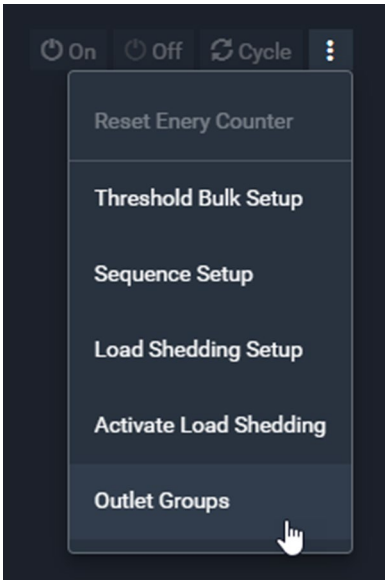 On Off Cycle
Reset Enery Counter
Threshold Bulk Setup
Sequence Setup
Load Shedding Setup
Activate Load Shedding
Outlet Groups